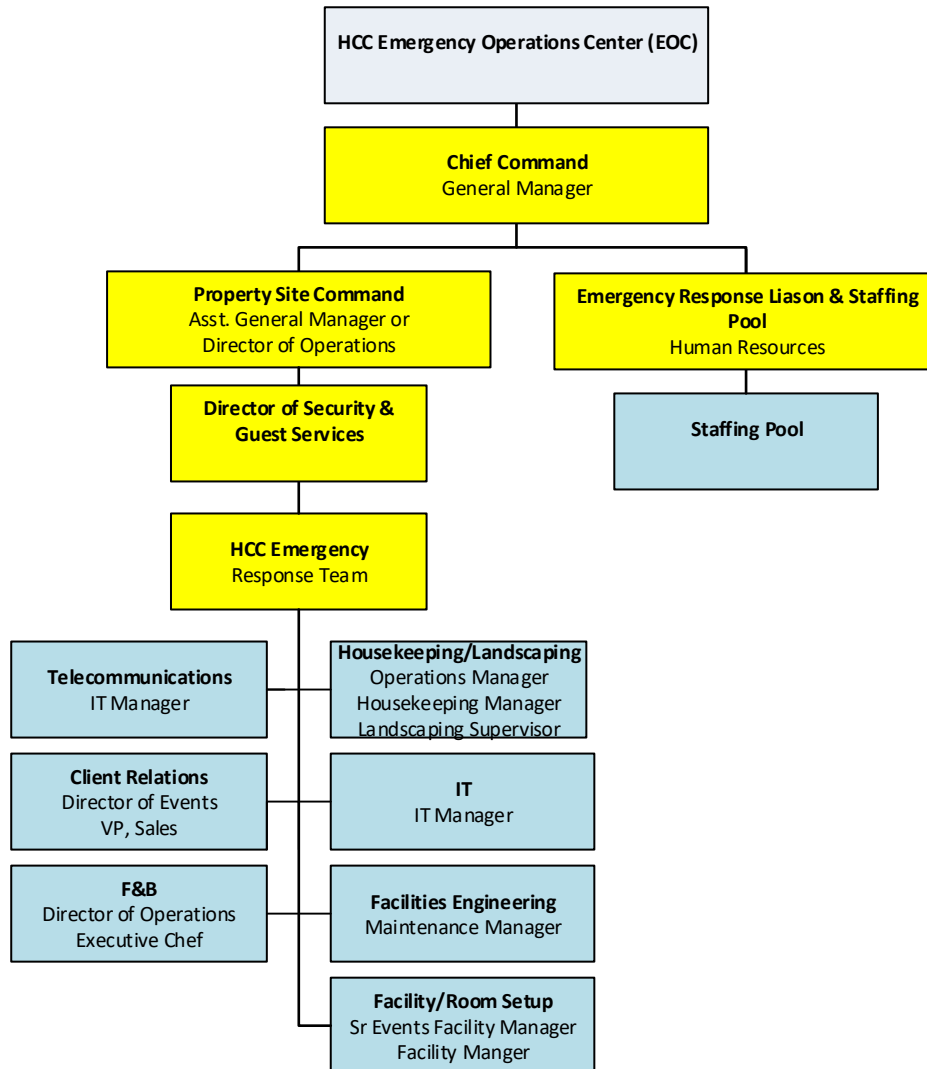 HCC Emergency Operations Center (EOC)
Chief Command
General Manager
Property Site Command
Asst. General Manager or
Director of Operations
Emergency Response Liason & Staffing
Pool
Human Resources
Director of Security &
Guest Services
Staffing Pool
HCC Emergency
Response Team
Telecommunications
IT Manager
Housekeeping/Landscaping
Operations Manager
Housekeeping Manager
Landscaping Supervisor
Client Relations
Director of Events
VP, Sales
IT
IT Manager
F&B
Director of Operations
Executive Chef
Facilities Engineering
Maintenance Manager
Facility/Room Setup
Sr Events Facility Manager
Facility Manger